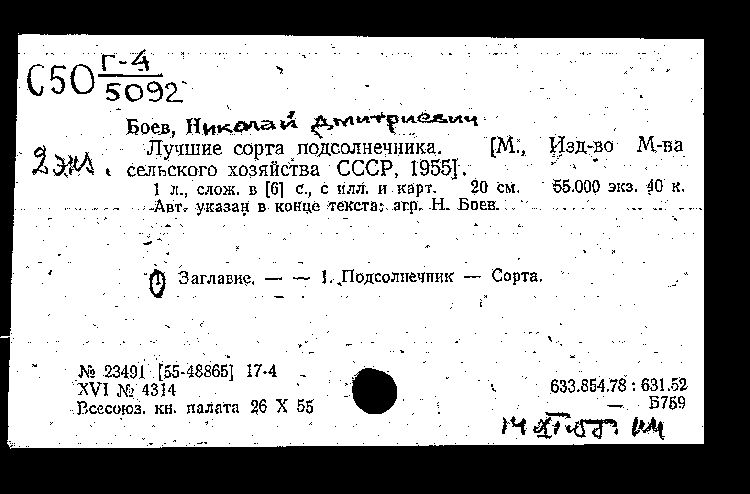 С50 Г-4
5092
Боев, Николай Дмитриевич
Лучшие сорта подсолнечника. [М., Изд-во М-ва
2 экз. сельского хозяйства СССР, 1955].
1 л., слож. в [6] с., с илл. и карт. 20 см. 55.000 экз. 40 к.
Авт. указан в конце текста: агр. Н. Боев.
Заглавие. — — 1. Подсолнечник — Сорта.
№ 23491 [55-48865] 17-4
XVI № 4314
Всесоюз. кн. палата 26 X 55
633.854.78 : 631.52
— Б759